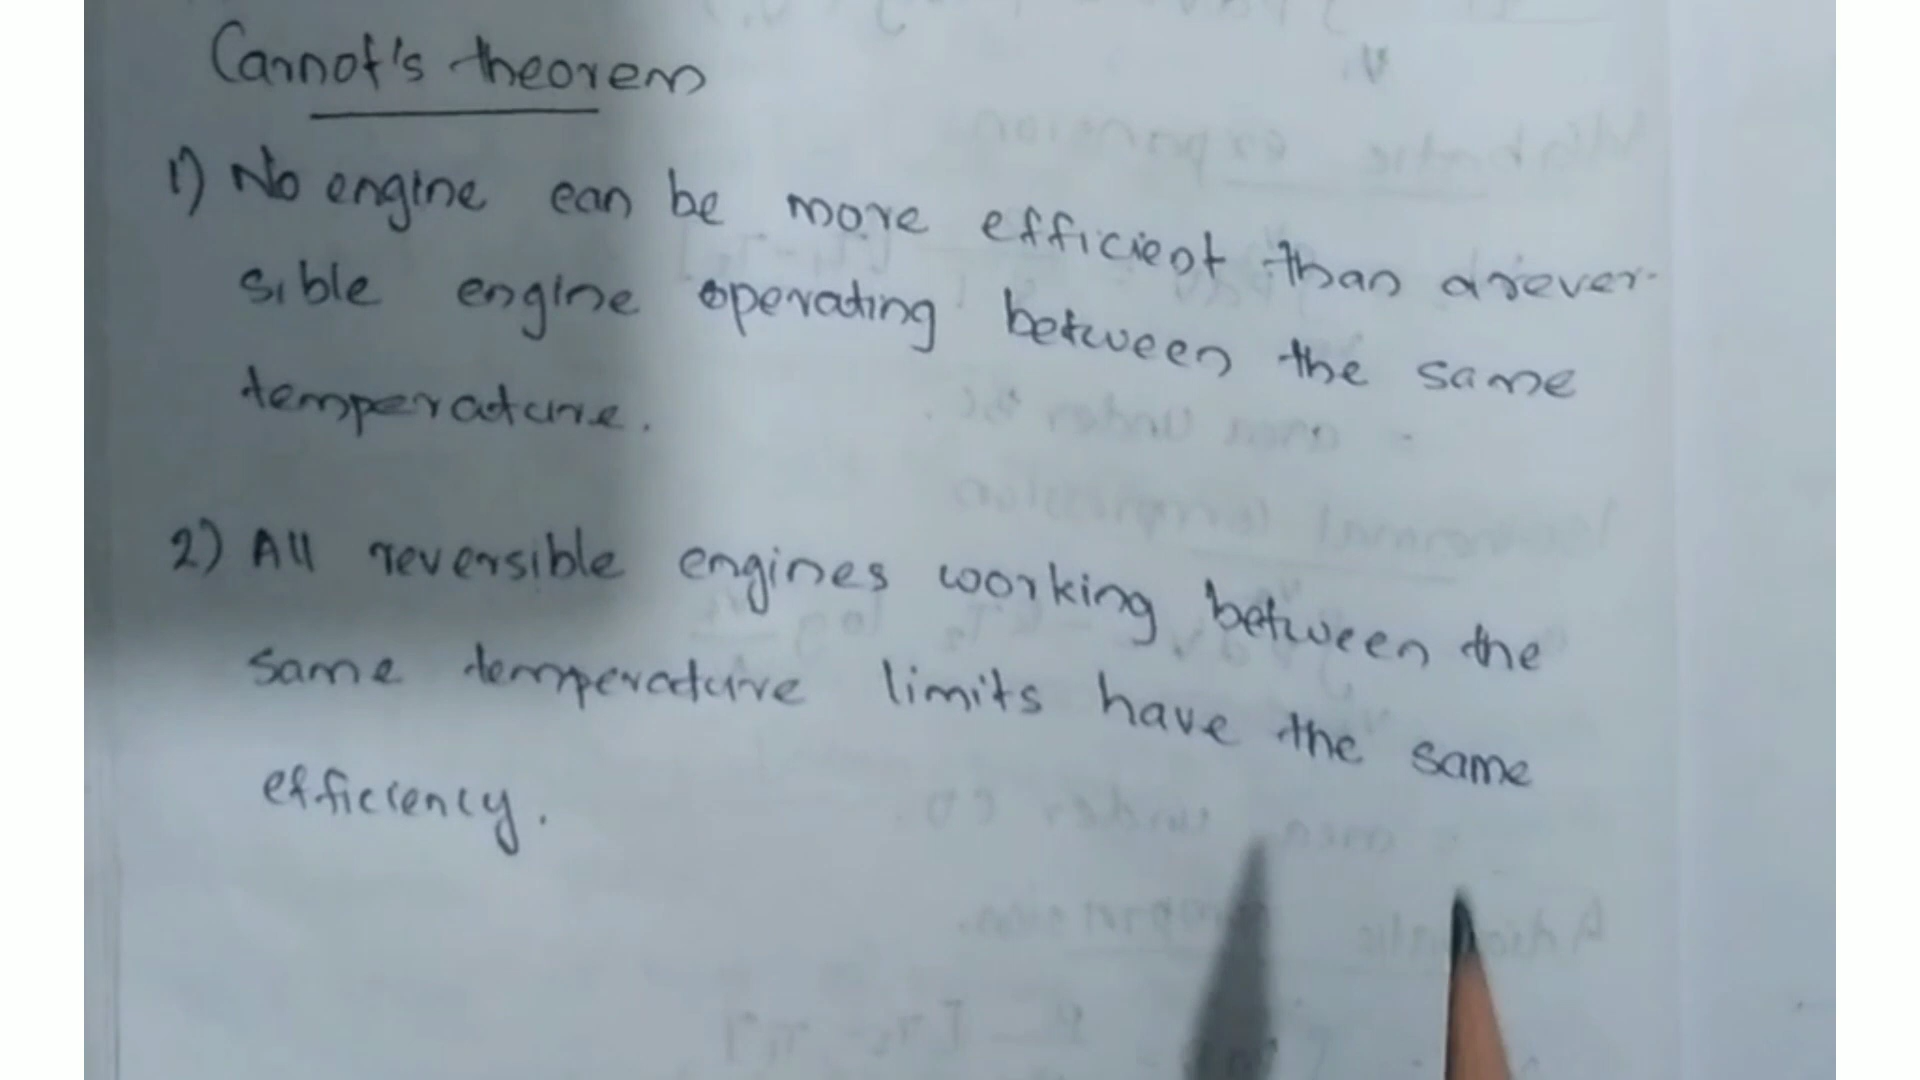 Carnot's theorem
1) No engine can be more efficient than a rever-
sible engine operating between the same
temperature.
2) All reversible engines working between the
same temperature limits have the same
efficiency.